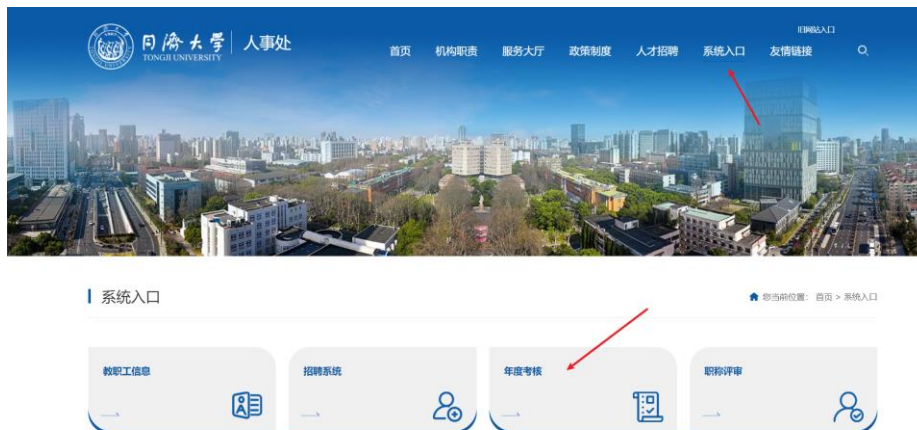 旧网站入口
同济大学 人事处
TONGJI UNIVERSITY
首页 机构职责 服务大厅 政策制度 人才招聘 系统入口 友情链接
系统入口
您当前位置： 首页 > 系统入口
教职工信息 招聘系统 年度考核 职称评审